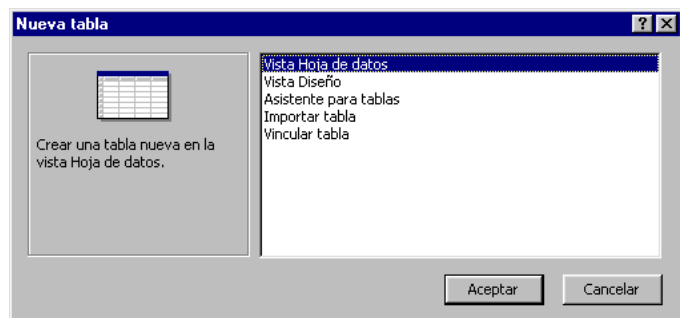 Nueva tabla
Crear una tabla nueva en la
vista Hoja de datos.
Vista Hoja de datos
Vista Diseño
Asistente para tablas
Importar tabla
Vincular tabla
Aceptar
Cancelar